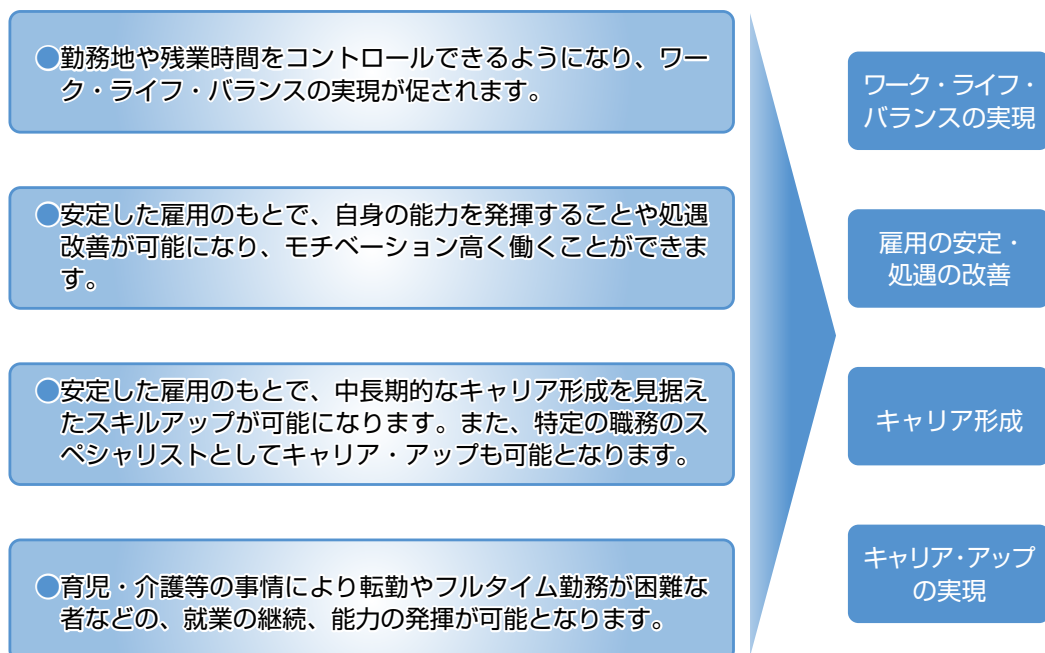 ●勤務地や残業時間をコントロールできるようになり、ワー
ク・ライフ・バランスの実現が促されます。
●安定した雇用のもとで、自身の能力を発揮することや処遇
改善が可能になり、モチベーション高く働くことができま
す。
●安定した雇用のもとで、中長期的なキャリア形成を見据え
たスキルアップが可能になります。また、特定の職務のス
ペシャリストとしてキャリア・アップも可能となります。
●育児・介護等の事情により転勤やフルタイム勤務が困難な
者などの、就業の継続、能力の発揮が可能となります。
ワーク・ライフ・
バランスの実現
雇用の安定・
処遇の改善
キャリア形成
キャリア・アップ
の実現